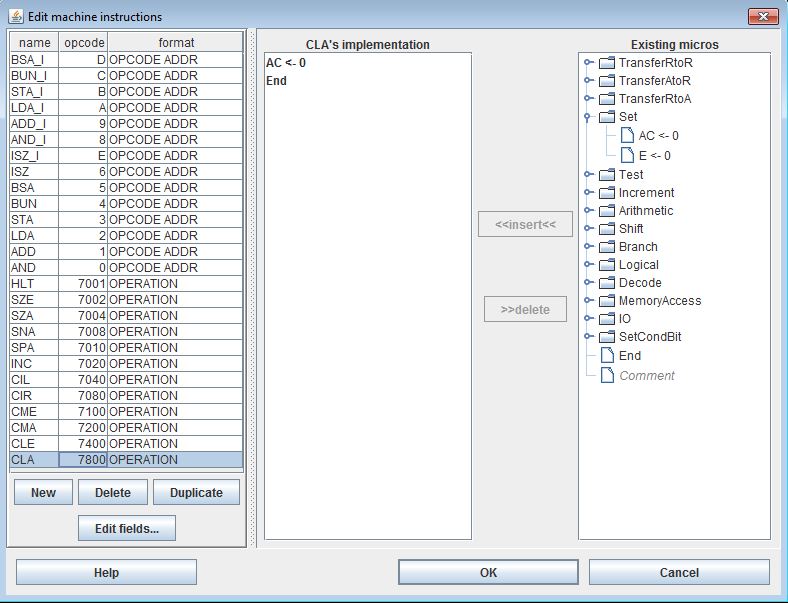 Edit machine instructions
name opcode format
BSA_I D OPCODE ADDR
BUN_I C OPCODE ADDR
STA_I B OPCODE ADDR
LDA_I A OPCODE ADDR
ADD_I 9 OPCODE ADDR
AND_I 8 OPCODE ADDR
ISZ_I E OPCODE ADDR
ISZ 6 OPCODE ADDR
BSA 5 OPCODE ADDR
BUN 4 OPCODE ADDR
STA 3 OPCODE ADDR
LDA 2 OPCODE ADDR
ADD 1 OPCODE ADDR
AND 0 OPCODE ADDR
HLT 7001 OPERATION
SZE 7002 OPERATION
SZA 7004 OPERATION
SNA 7008 OPERATION
SPA 7010 OPERATION
INC 7020 OPERATION
CIL 7040 OPERATION
CIR 7080 OPERATION
CME 7100 OPERATION
CMA 7200 OPERATION
CLE 7400 OPERATION
CLA 7800 OPERATION
New Delete Duplicate
Edit fields...
CLA's implementation
AC <- 0
End
<<insert<<
>>delete
Existing micros
TransferRtoR
TransferAtoR
TransferRtoA
Set
AC <- 0
E <- 0
Test
Increment
Arithmetic
Shift
Branch
Logical
Decode
MemoryAccess
IO
SetCondBit
End
Comment
Help OK Cancel